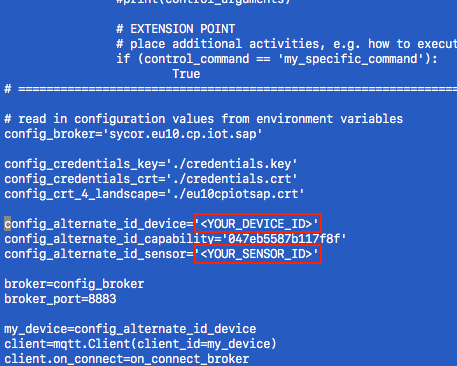 #print(control_arguments)
# EXTENSION POINT
# place additional activities, e.g. how to execut
if (control_command == 'my_specific_command'):
True
# ==============================================================
# read in configuration values from environment variables
config_broker='sycor.eu10.cp.iot.sap'
config_credentials_key='./credentials.key'
config_credentials_crt='./credentials.crt'
config_crt_4_landscape='./eu10cpiotsap.crt'
config_alternate_id_device='<YOUR_DEVICE_ID>'
config_alternate_id_capability='047eb5587b117f8f'
config_alternate_id_sensor='<YOUR_SENSOR_ID>'
broker=config_broker
broker_port=8883
my_device=config_alternate_id_device
client=mqtt.Client(client_id=my_device)
client.on_connect=on_connect_broker